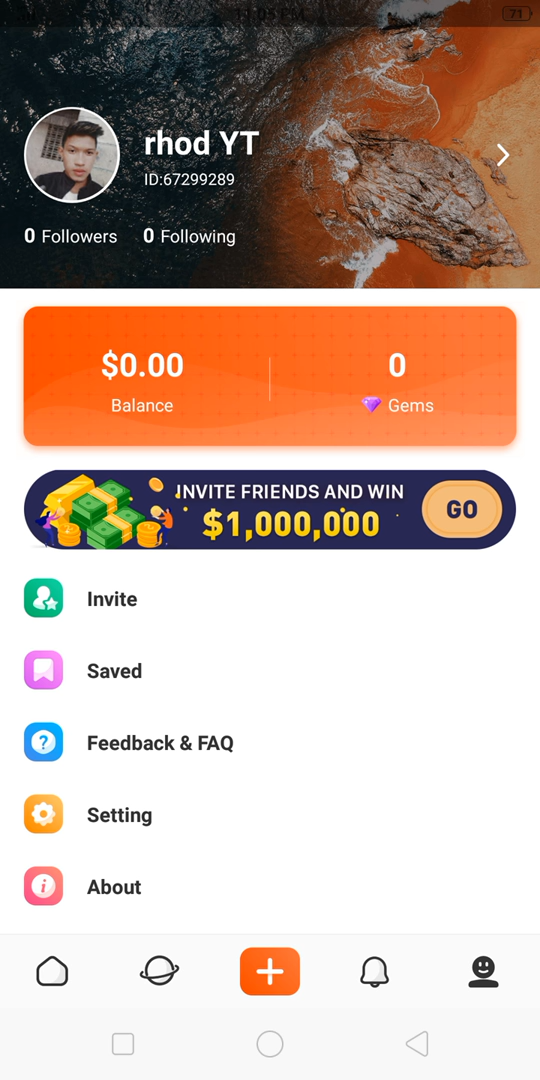 71
rhod YT
ID:67299289
0 Followers 0 Following
$0.00 0
Balance Gems
INVITE FRIENDS AND WIN
$1,000,000
GO
Invite
Saved
Feedback & FAQ
Setting
About